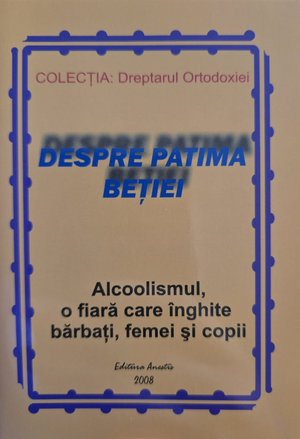 COLECȚIA: Dreptarul Ortodoxiei
DESPRE PATIMA
BEȚIEI
Alcoolismul,
o fiară care înghite
bărbați, femei și copii
Editura Anestis
2008